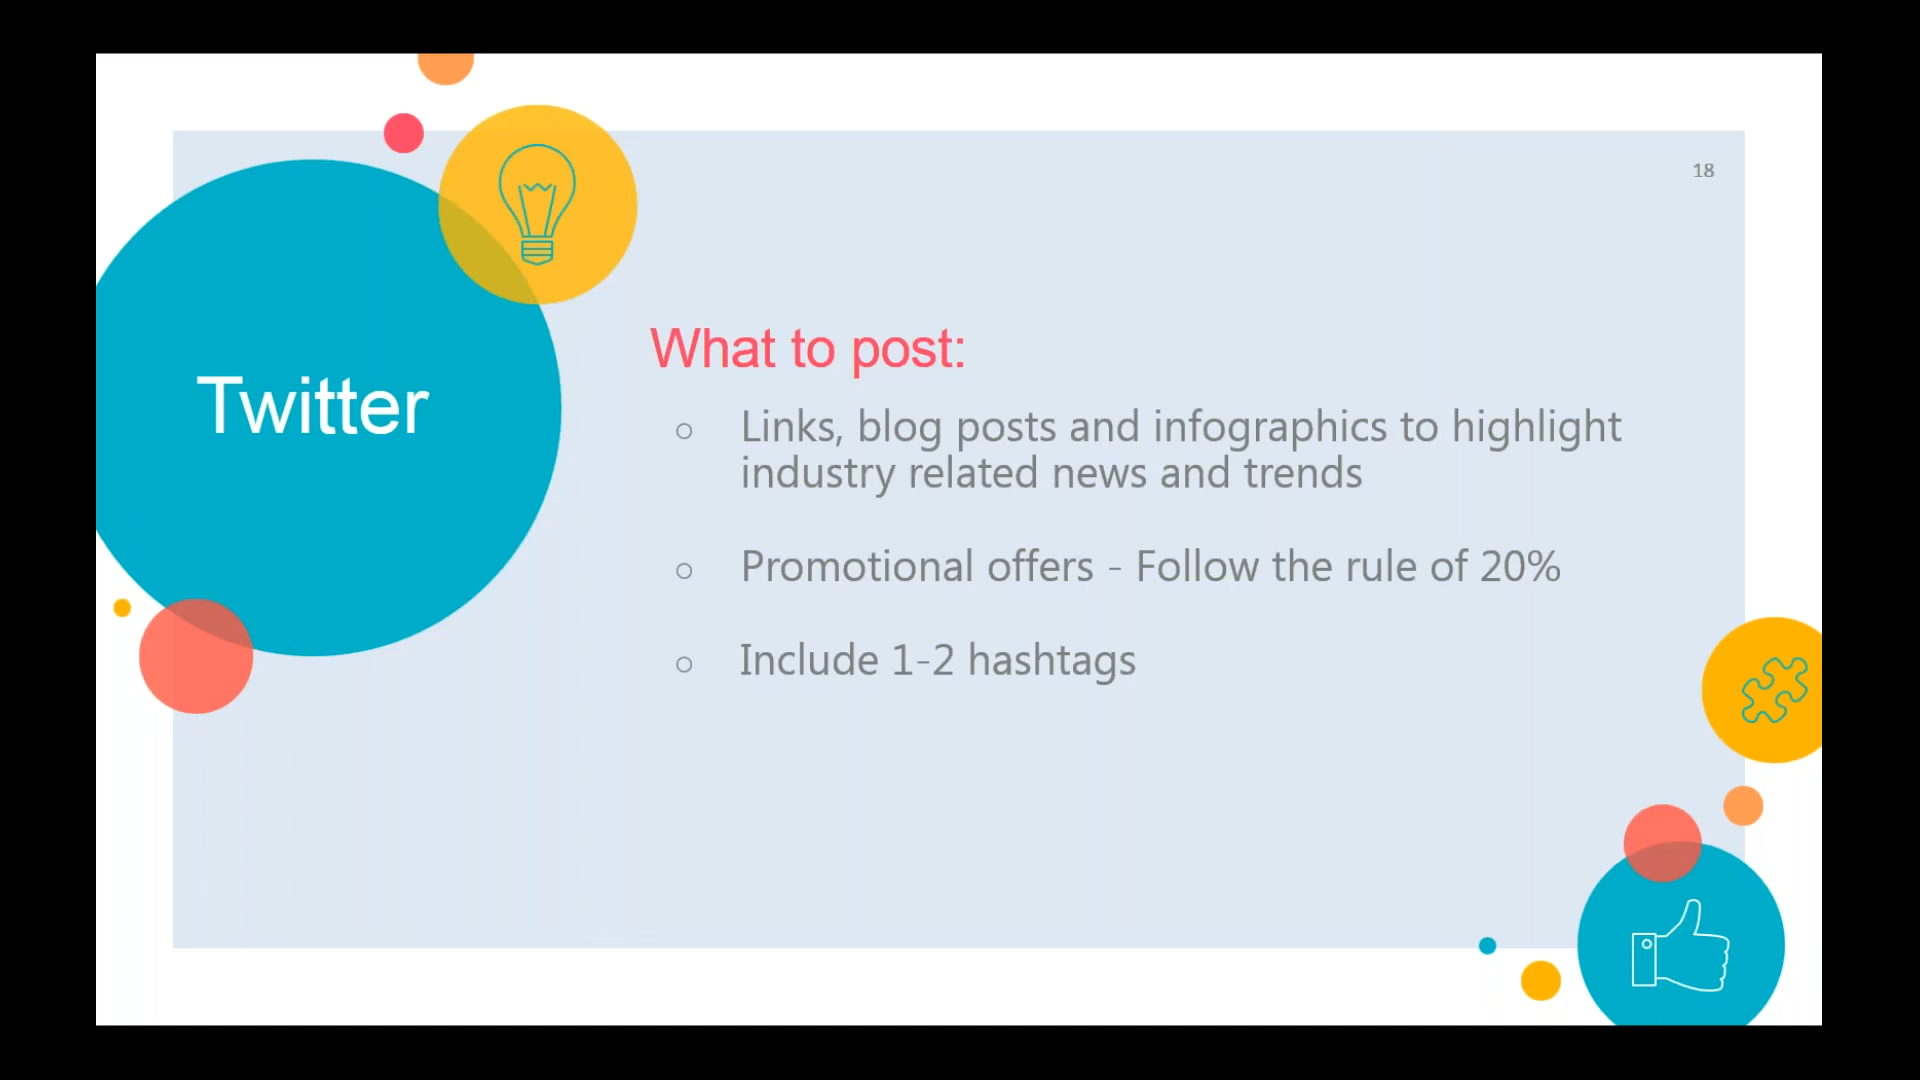 18
Twitter
What to post:
Links, blog posts and infographics to highlight
industry related news and trends
Promotional offers - Follow the rule of 20%
Include 1-2 hashtags